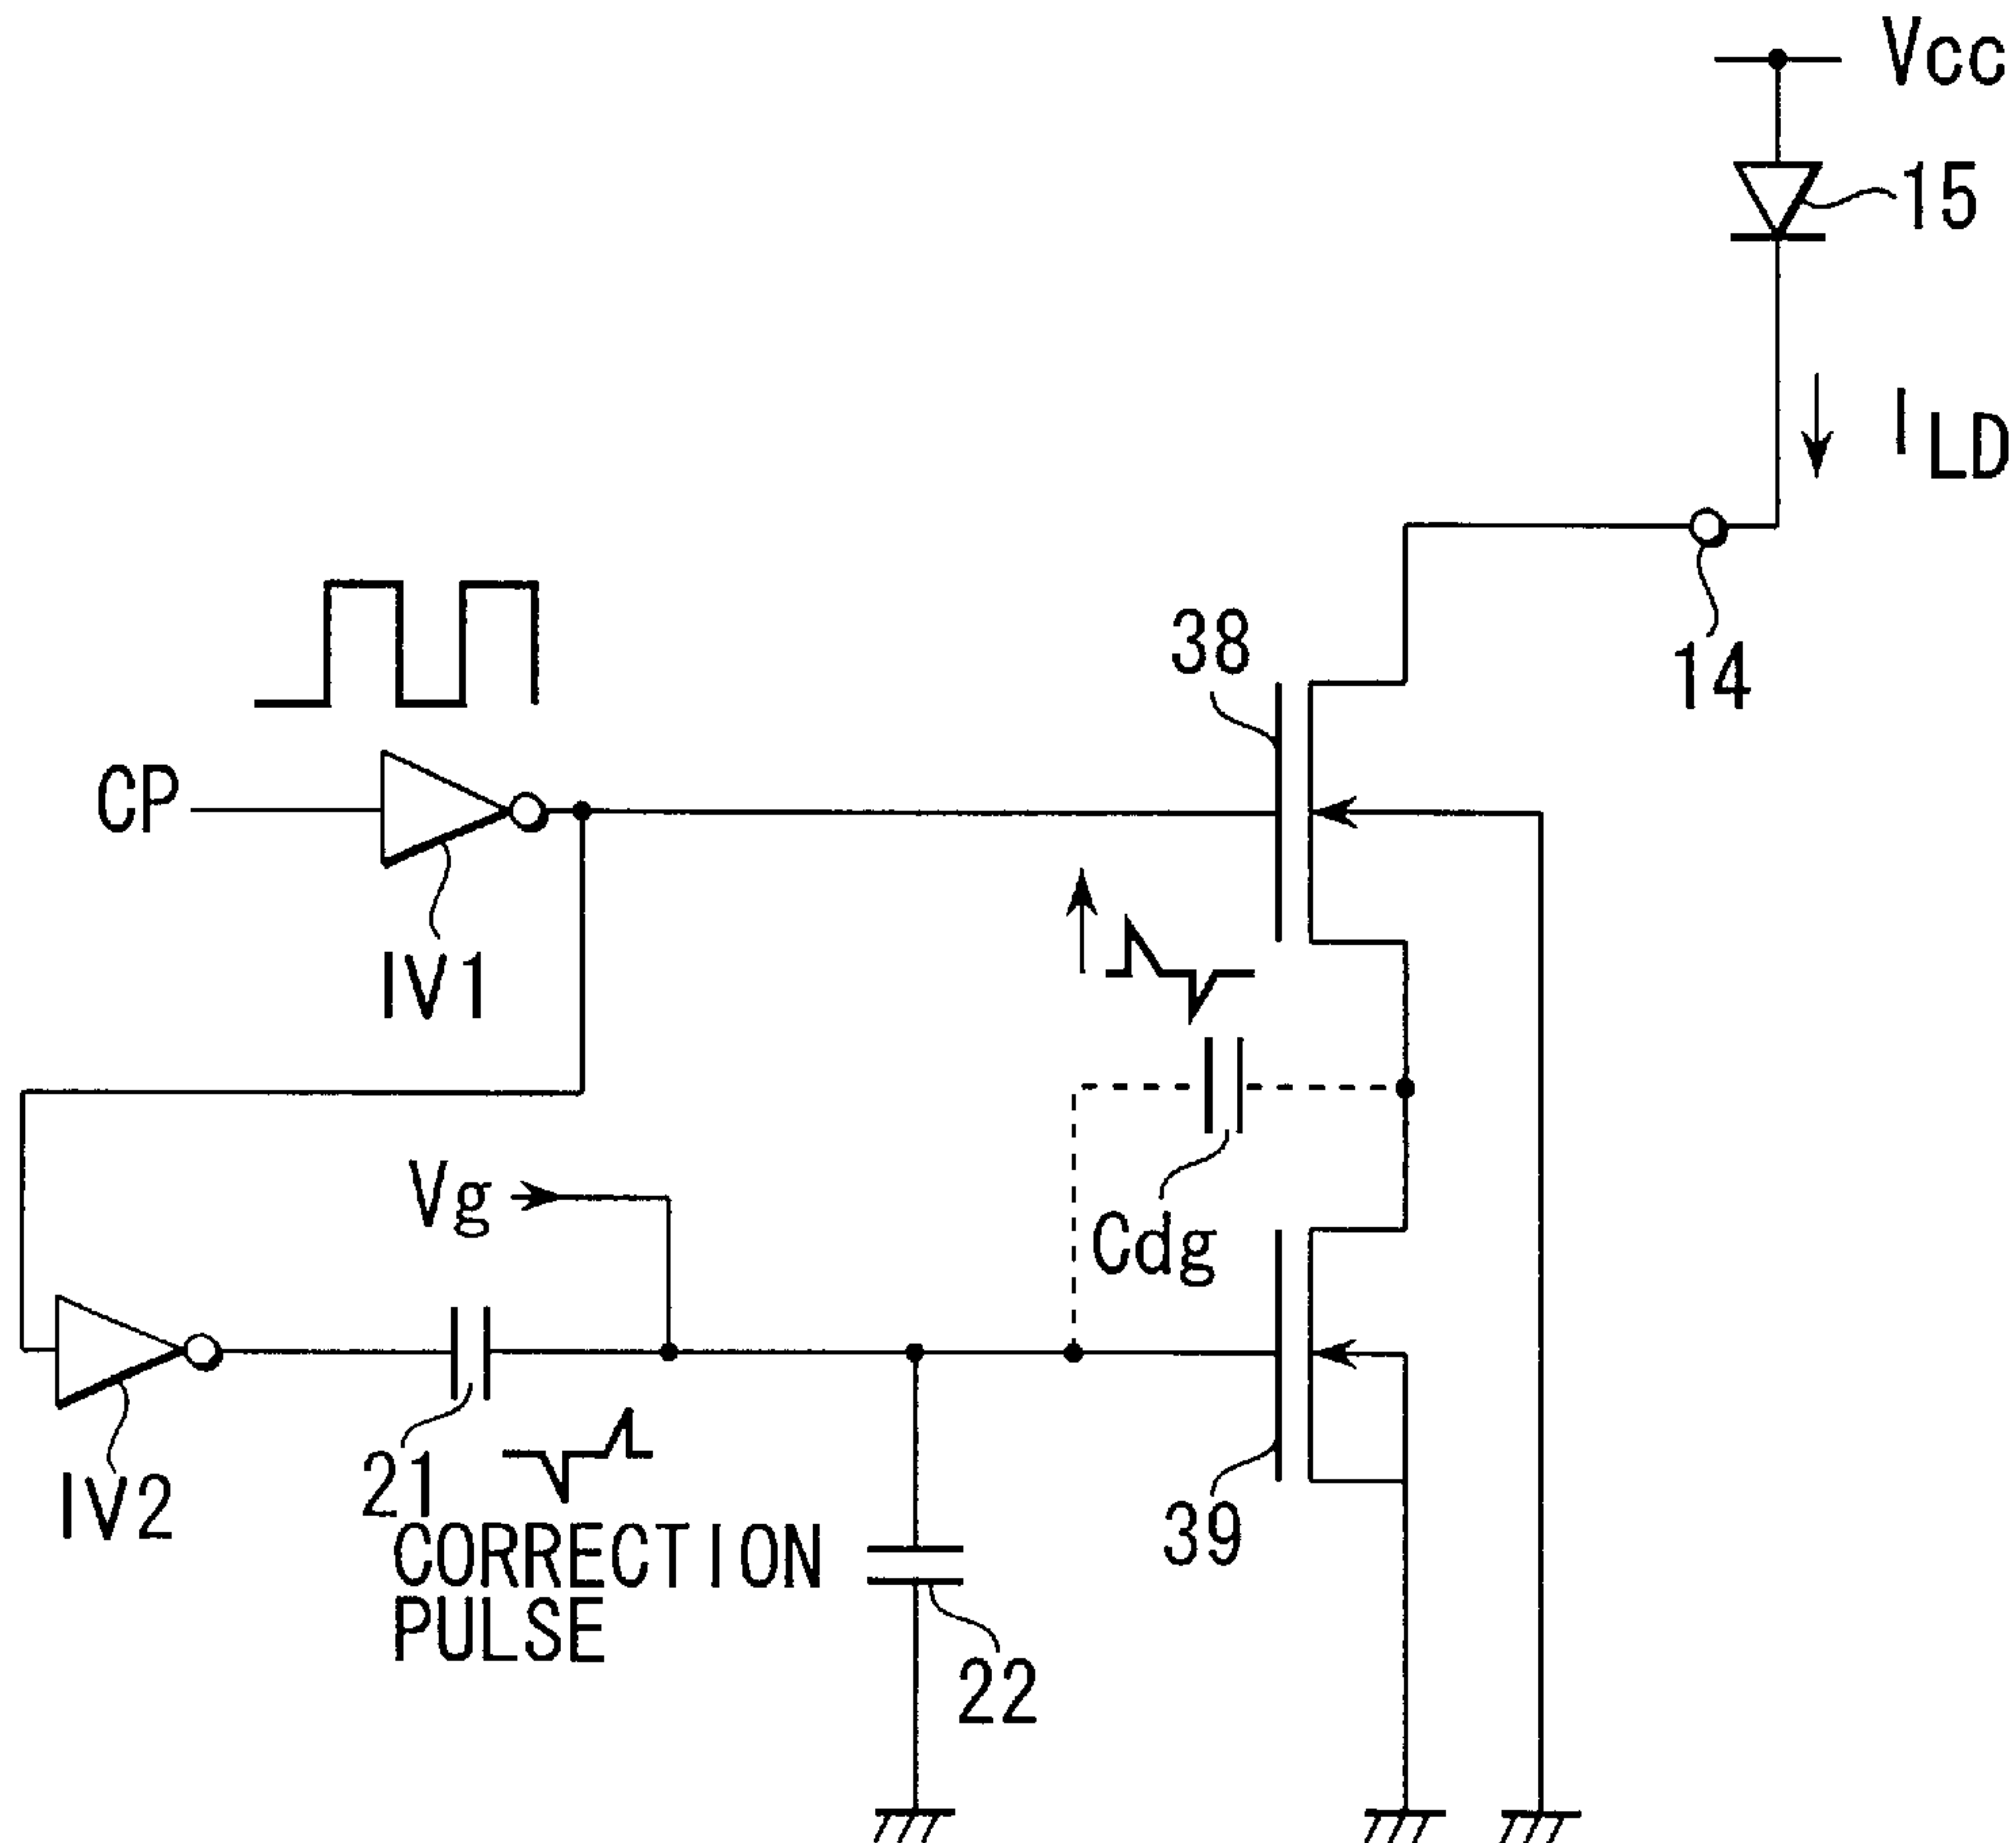 Vcc
15
I LD
38
14
CP
IV1
Vg
Cdg
21
IV2
CORRECTION
PULSE
39
22